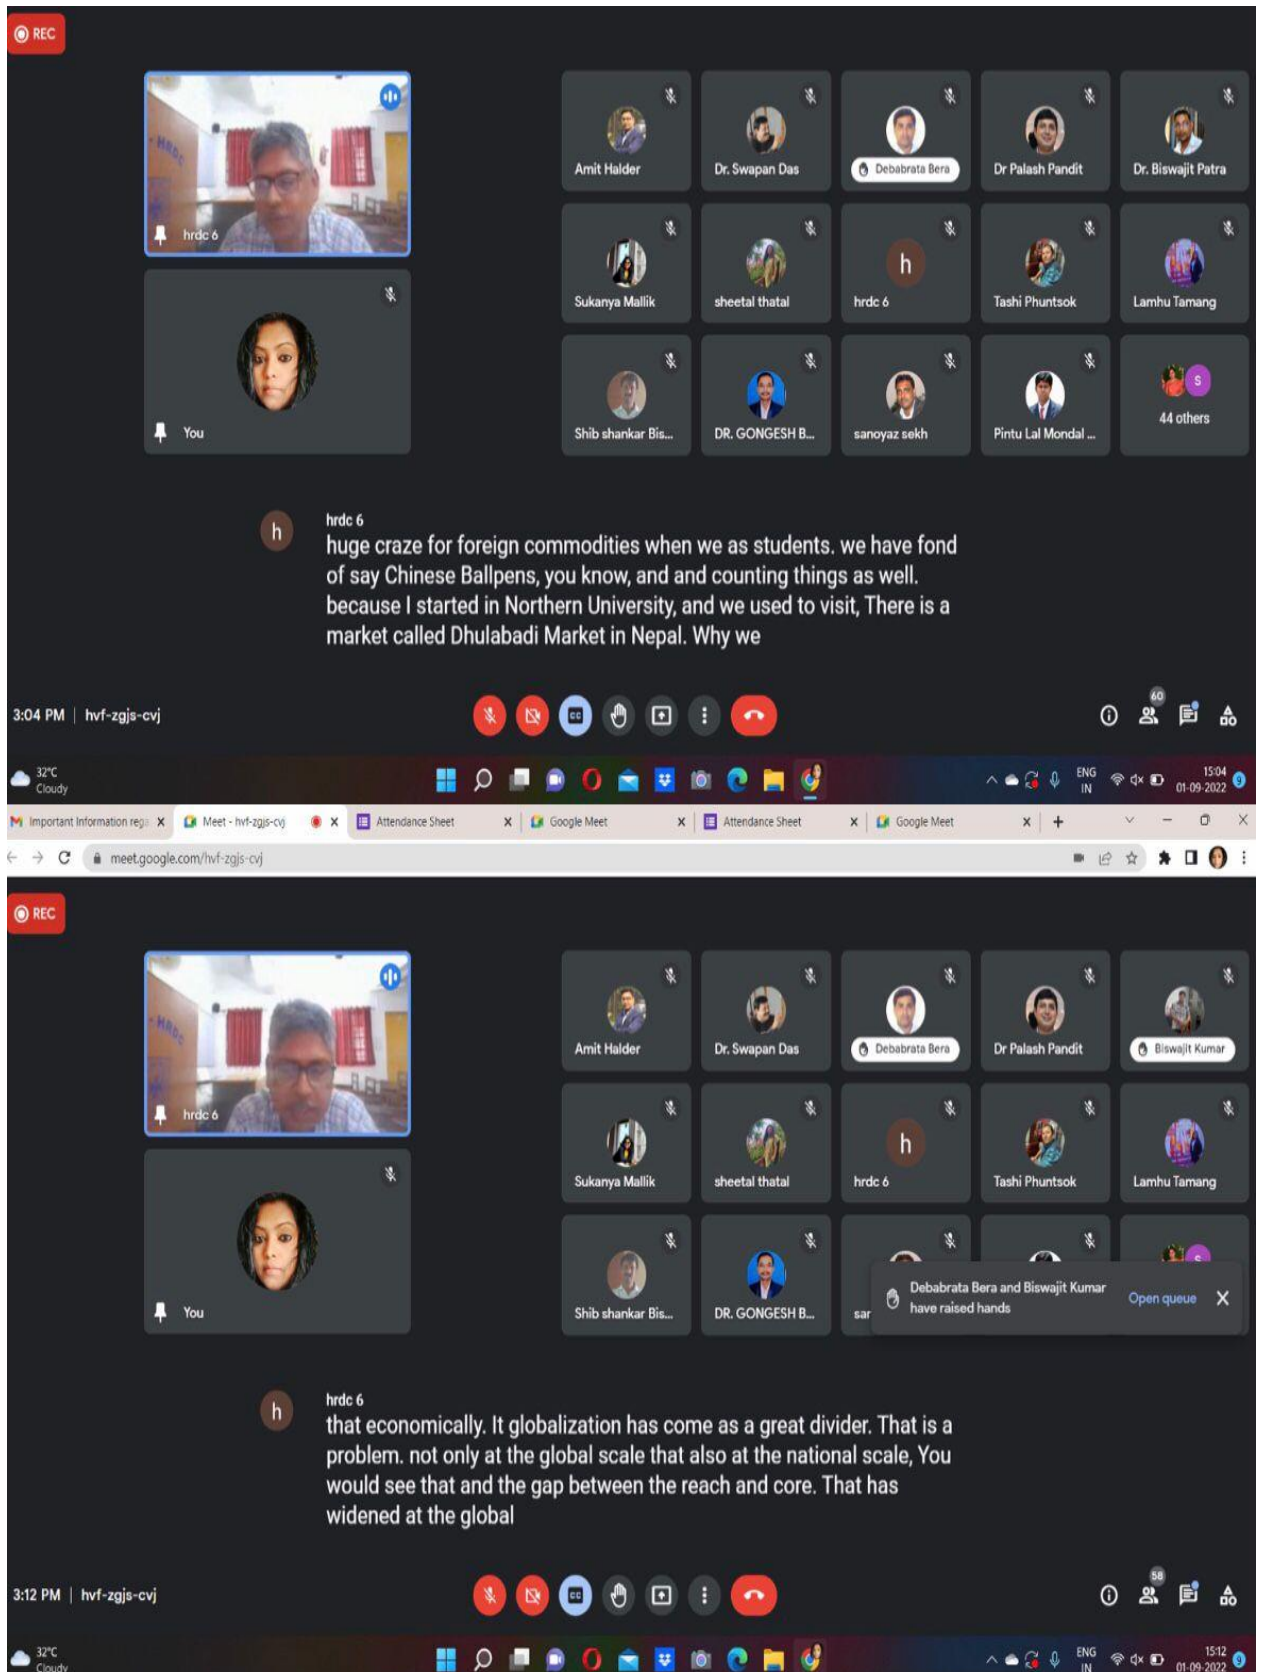 REC
- HRDC
hrdc 6
You
Amit Halder
Dr. Swapan Das
Debabrata Bera
Dr Palash Pandit
Dr. Biswajit Patra
Sukanya Mallik
sheetal thatal
h
hrdc 6
Tashi Phuntsok
Lamhu Tamang
Shib shankar Bis...
DR. GONGESH B...
sanoyaz sekh
Pintu Lal Mondal ...
S
44 others
h
hrdc 6
huge craze for foreign commodities when we as students. we have fond
of say Chinese Ballpens, you know, and and counting things as well.
because I started in Northern University, and we used to visit, There is a
market called Dhulabadi Market in Nepal. Why we
3:04 PM | hvf-zgjs-cvj
CC
60
32°C
Cloudy
ENG
IN
15:04
01-09-2022
9
Important Information rega
Meet - hvf-zgjs-cvj
Attendance Sheet
Google Meet
Attendance Sheet
Google Meet
meet.google.com/hvf-zgjs-cvj
REC
- HRDC
hrdc 6
You
Amit Halder
Dr. Swapan Das
Debabrata Bera
Dr Palash Pandit
Biswajit Kumar
Sukanya Mallik
sheetal thatal
h
hrdc 6
Tashi Phuntsok
Lamhu Tamang
Shib shankar Bis...
DR. GONGESH B...
sar
S
Debabrata Bera and Biswajit Kumar
have raised hands
Open queue
h
hrdc 6
that economically. It globalization has come as a great divider. That is a
problem. not only at the global scale that also at the national scale, You
would see that and the gap between the reach and core. That has
widened at the global
3:12 PM | hvf-zgjs-cvj
CC
58
32°C
Cloudy
ENG
IN
15:12
01-09-2022
9